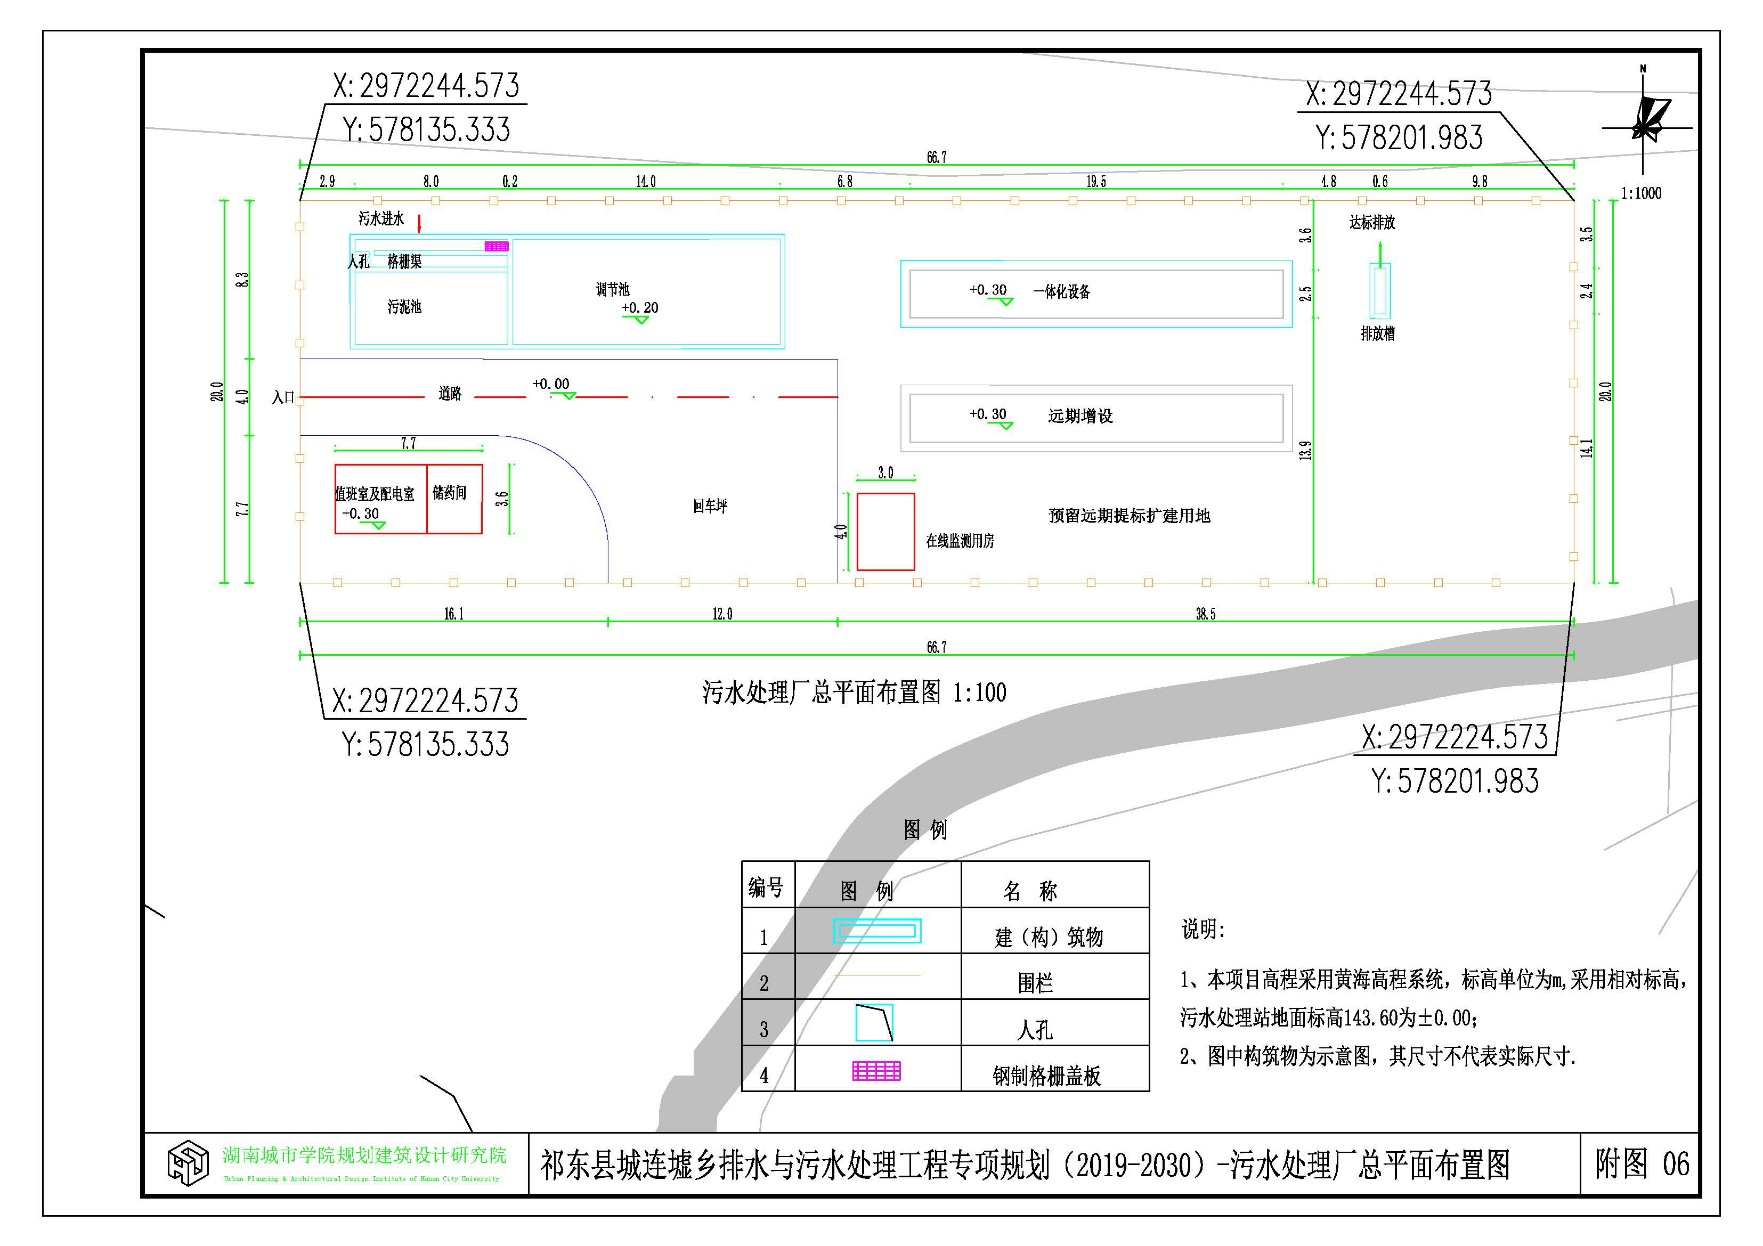 X:2972244.573
Y:578135.333
X:2972244.573
Y:578201.983
N
1:1000
66.7
2.9 8.0 0.2 14.0 6.8 19.5 4.8 0.6 9.8
污水进水
达标排放
人孔 格栅渠
污泥池
调节池
+0.20
+0.30 一体化设备
排放槽
3.6
2.5
13.9
3.5
2.4
14.1
20.0
8.3
4.0
7.7
20.0
入口
道路
+0.00
+0.30 远期增设
7.7
值班室及配电室 储药间
+0.30
3.6
回车坪
3.0
4.0
在线监测用房
预留远期提标扩建用地
16.1 12.0 38.5
66.7
X:2972224.573
Y:578135.333
污水处理厂总平面布置图 1:100
X:2972224.573
Y:578201.983
图 例
编号 图 例 名 称
1 建（构）筑物
2 围栏
3 人孔
4 钢制格栅盖板
说明:
1、本项目高程采用黄海高程系统，标高单位为m,采用相对标高，
污水处理站地面标高143.60为±0.00；
2、图中构筑物为示意图，其尺寸不代表实际尺寸.
湖南城市学院规划建筑设计研究院
Urban Planning & Architectural Design Institute of Hunan City University
祁东县城连墟乡排水与污水处理工程专项规划（2019-2030）-污水处理厂总平面布置图
附图 06